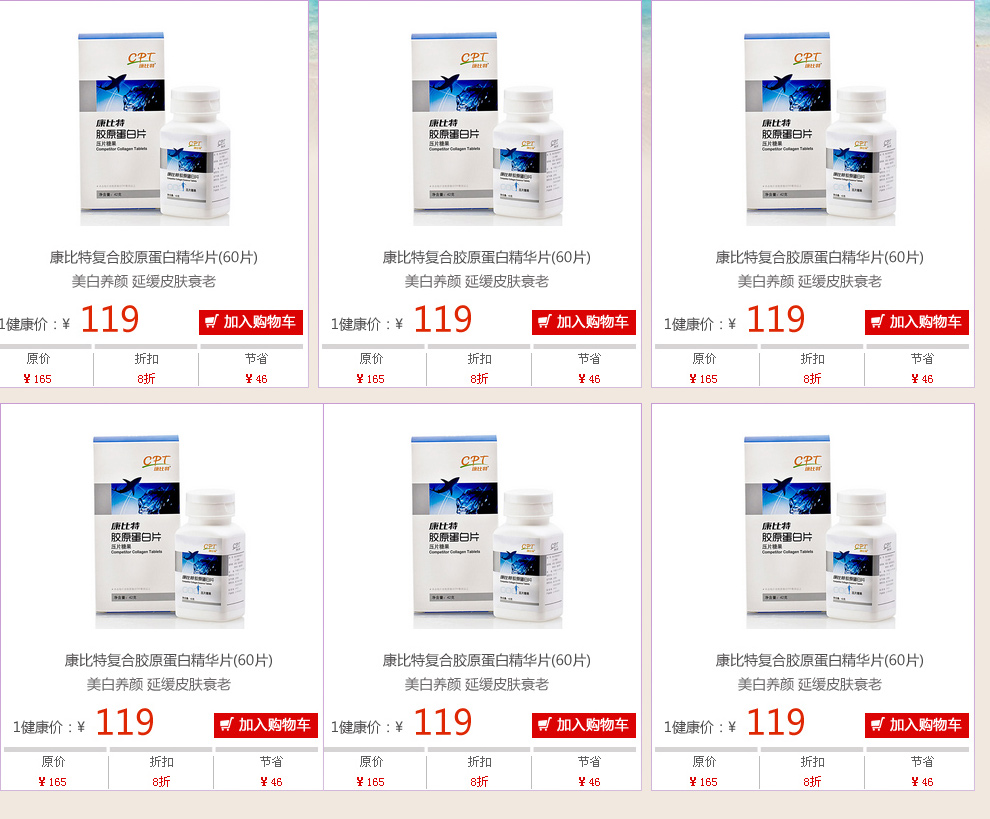 CPT
康比特
康比特
胶原蛋白片
压片糖果
Competitor Collagen Tablets
CPT
康比特复合胶原蛋白精华片(60片)
美白养颜 延缓皮肤衰老
1健康价：¥ 119 加入购物车
原价 折扣 节省
¥ 165 8折 ¥ 46
CPT
康比特
康比特
胶原蛋白片
压片糖果
Competitor Collagen Tablets
CPT
康比特复合胶原蛋白精华片(60片)
美白养颜 延缓皮肤衰老
1健康价：¥ 119 加入购物车
原价 折扣 节省
¥ 165 8折 ¥ 46
CPT
康比特
康比特
胶原蛋白片
压片糖果
Competitor Collagen Tablets
CPT
康比特复合胶原蛋白精华片(60片)
美白养颜 延缓皮肤衰老
1健康价：¥ 119 加入购物车
原价 折扣 节省
¥ 165 8折 ¥ 46
CPT
康比特
康比特
胶原蛋白片
压片糖果
Competitor Collagen Tablets
CPT
康比特复合胶原蛋白精华片(60片)
美白养颜 延缓皮肤衰老
1健康价：¥ 119 加入购物车
原价 折扣 节省
¥ 165 8折 ¥ 46
CPT
康比特
康比特
胶原蛋白片
压片糖果
Competitor Collagen Tablets
CPT
康比特复合胶原蛋白精华片(60片)
美白养颜 延缓皮肤衰老
1健康价：¥ 119 加入购物车
原价 折扣 节省
¥ 165 8折 ¥ 46
CPT
康比特
康比特
胶原蛋白片
压片糖果
Competitor Collagen Tablets
CPT
康比特复合胶原蛋白精华片(60片)
美白养颜 延缓皮肤衰老
1健康价：¥ 119 加入购物车
原价 折扣 节省
¥ 165 8折 ¥ 46